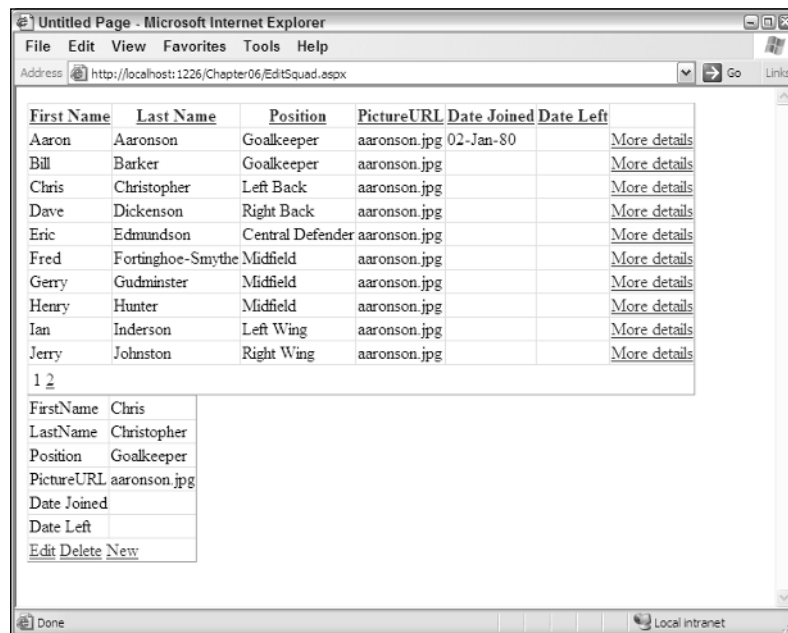 Untitled Page - Microsoft Internet Explorer
File Edit View Favorites Tools Help
Address http://localhost:1226/Chapter06/EditSquad.aspx Go Links
First Name Last Name Position PictureURL Date Joined Date Left
Aaron Aaronson Goalkeeper aaronson.jpg 02-Jan-80 More details
Bill Barker Goalkeeper aaronson.jpg More details
Chris Christopher Left Back aaronson.jpg More details
Dave Dickenson Right Back aaronson.jpg More details
Eric Edmundson Central Defender aaronson.jpg More details
Fred Fortinghoe-Smythe Midfield aaronson.jpg More details
Gerry Gudminster Midfield aaronson.jpg More details
Henry Hunter Midfield aaronson.jpg More details
Ian Inderson Left Wing aaronson.jpg More details
Jerry Johnston Right Wing aaronson.jpg More details
1 2
FirstName Chris
LastName Christopher
Position Goalkeeper
PictureURL aaronson.jpg
Date Joined
Date Left
Edit Delete New
Done Local intranet